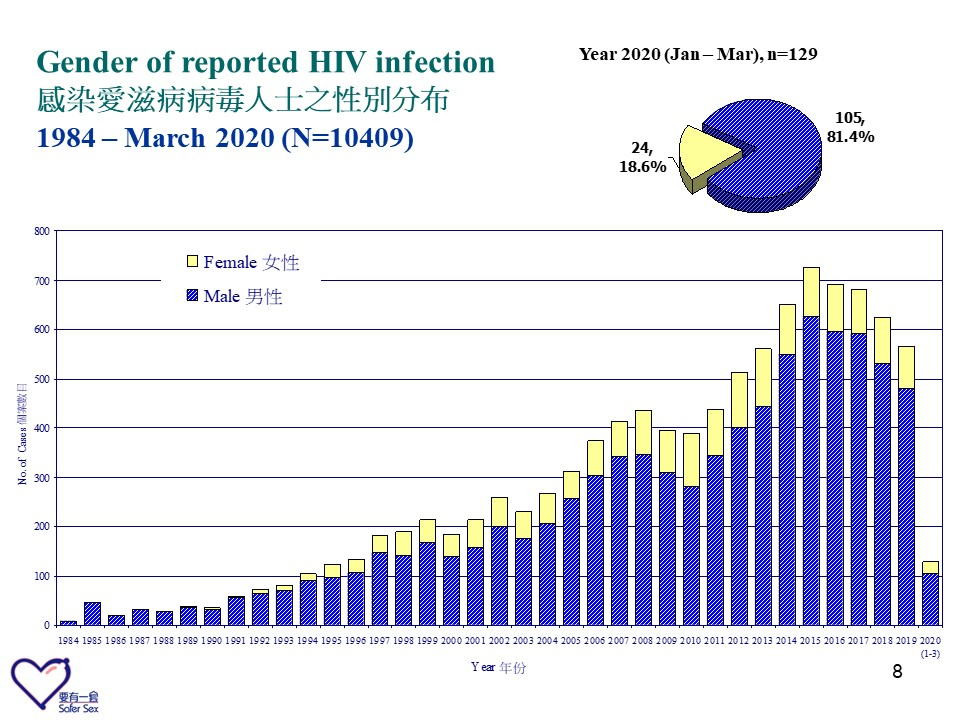 Gender of reported HIV infection
感染愛滋病病毒人士之性別分布
1984 – March 2020 (N=10409)
Year 2020 (Jan – Mar), n=129
105,
81.4%
24,
18.6%
800
700
600
500
400
300
200
100
0
No. of Cases 個案數目
Female 女性
Male 男性
1984 1985 1986 1987 1988 1989 1990 1991 1992 1993 1994 1995 1996 1997 1998 1999 2000 2001 2002 2003 2004 2005 2006 2007 2008 2009 2010 2011 2012 2013 2014 2015 2016 2017 2018 2019 2020
(1-3)
Year 年份
要有一套
Safer Sex
8